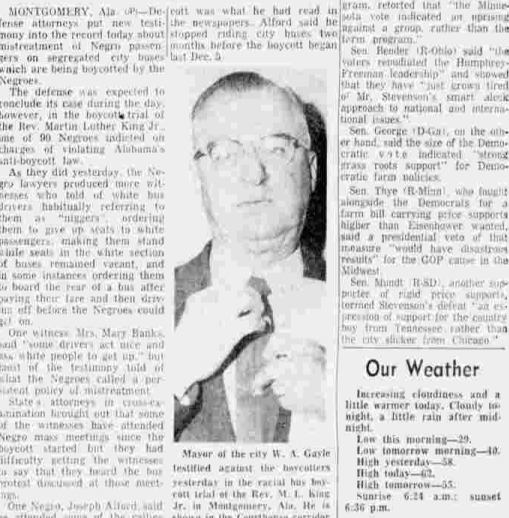 MONTGOMERY, Ala. (AP)—De-
fense attorneys put new testi-
mony into the record today about
mistreatment of Negro passen-
gers on segregated city buses
which are being boycotted by the
Negroes.
The defense was expected to
conclude its case during the day,
however, in the boycott trial of
the Rev. Martin Luther King Jr.,
one of 90 Negroes indicted on
charges of violating Alabama's
anti-boycott law.
As they did yesterday, the Ne-
gro lawyers produced more wit-
nesses who told of white bus
drivers habitually referring to
them as "niggers", ordering
them to give up seats to white
passengers, making them stand
while seats in the white section
of buses remained vacant, and
in some instances ordering them
to board the rear of a bus after
paying their fare and then driv-
ing off before the Negroes could
get on.
One witness, Mrs. Mary Banks,
said "some drivers act nice and
ask white people to get up," but
most of the testimony told of
what the Negroes called a per-
sistent policy of mistreatment.
State's attorneys in cross-ex-
amination brought out that some
of the witnesses have attended
Negro mass meetings since the
boycott started but they had
difficulty getting the witnesses
to say that they heard the bus
protest discussed at those meet-
ings.
One Negro, Joseph Alford, said
he attended some of the
cott was what he had read in
the newspapers. Alford said he
stopped riding city buses two
months before the boycott began
last Dec. 5.
Mayor of the city W. A. Gayle
testified against the boycotters
yesterday in the racial bus boy-
cott trial of the Rev. M. L. King
Jr. in Montgomery, Ala. He is
shown in the Courthouse corridor
gram, retorted that "the Minne-
sota vote indicated an uprising
against a group, rather than the
farm program."
Sen. Bender (R-Ohio) said "the
voters repudiated the Humphrey-
Freeman leadership" and showed
that they have "just grown tired
of Mr. Stevenson's smart aleck
approach to national and interna-
tional issues."
Sen. George (D-Ga), on the oth-
er hand, said the size of the Demo-
cratic vote indicated "strong
grass roots support" for Demo-
cratic farm policies.
Sen. Thye (R-Minn), who fought
alongside the Democrats for a
farm bill carrying price supports
higher than Eisenhower wanted,
said a presidential veto of that
measure "would have disastrous
results" for the GOP cause in the
Midwest.
Sen. Mundt (R-SD), another sup-
porter of rigid price supports,
termed Stevenson's defeat "an ex-
pression of support for the country
boy from Tennessee rather than
the city slicker from Chicago."
Our Weather
Increasing cloudiness and a
little warmer today. Cloudy to-
night, a little rain after mid-
night.
Low this morning—29.
Low tomorrow morning—40.
High yesterday—58.
High today—62.
High tomorrow—55.
Sunrise 6:24 a.m.; sunset
6:36 p.m.